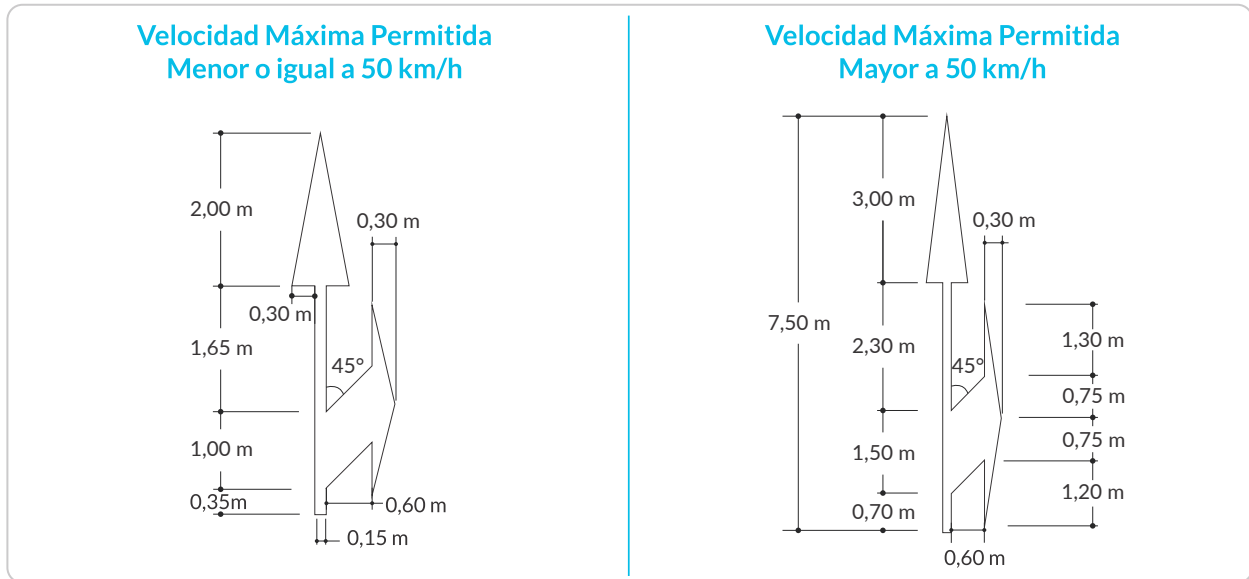 Velocidad Máxima Permitida
Menor o igual a 50 km/h
2,00 m
0,30 m
0,30 m
1,65 m
45°
1,00 m
0,35m
0,60 m
0,15 m
Velocidad Máxima Permitida
Mayor a 50 km/h
3,00 m
0,30 m
7,50 m
2,30 m
45°
1,30 m
0,75 m
0,75 m
1,50 m
1,20 m
0,70 m
0,60 m